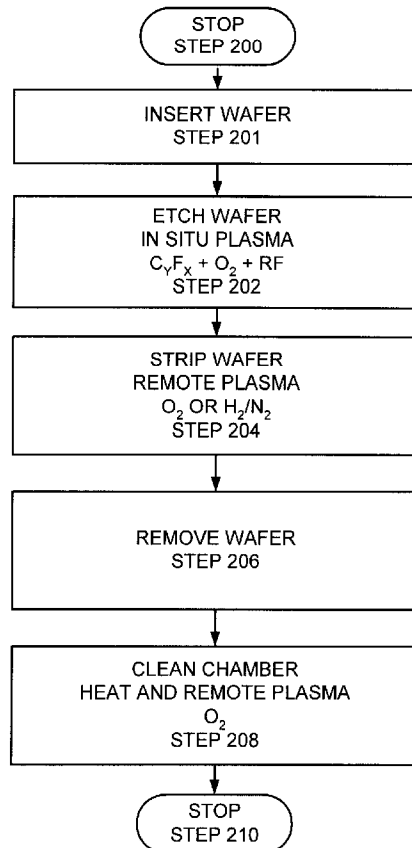 STOP
STEP 200
INSERT WAFER
STEP 201
ETCH WAFER
IN SITU PLASMA
CYFX + O2 + RF
STEP 202
STRIP WAFER
REMOTE PLASMA
O2 OR H2/N2
STEP 204
REMOVE WAFER
STEP 206
CLEAN CHAMBER
HEAT AND REMOTE PLASMA
O2
STEP 208
STOP
STEP 210